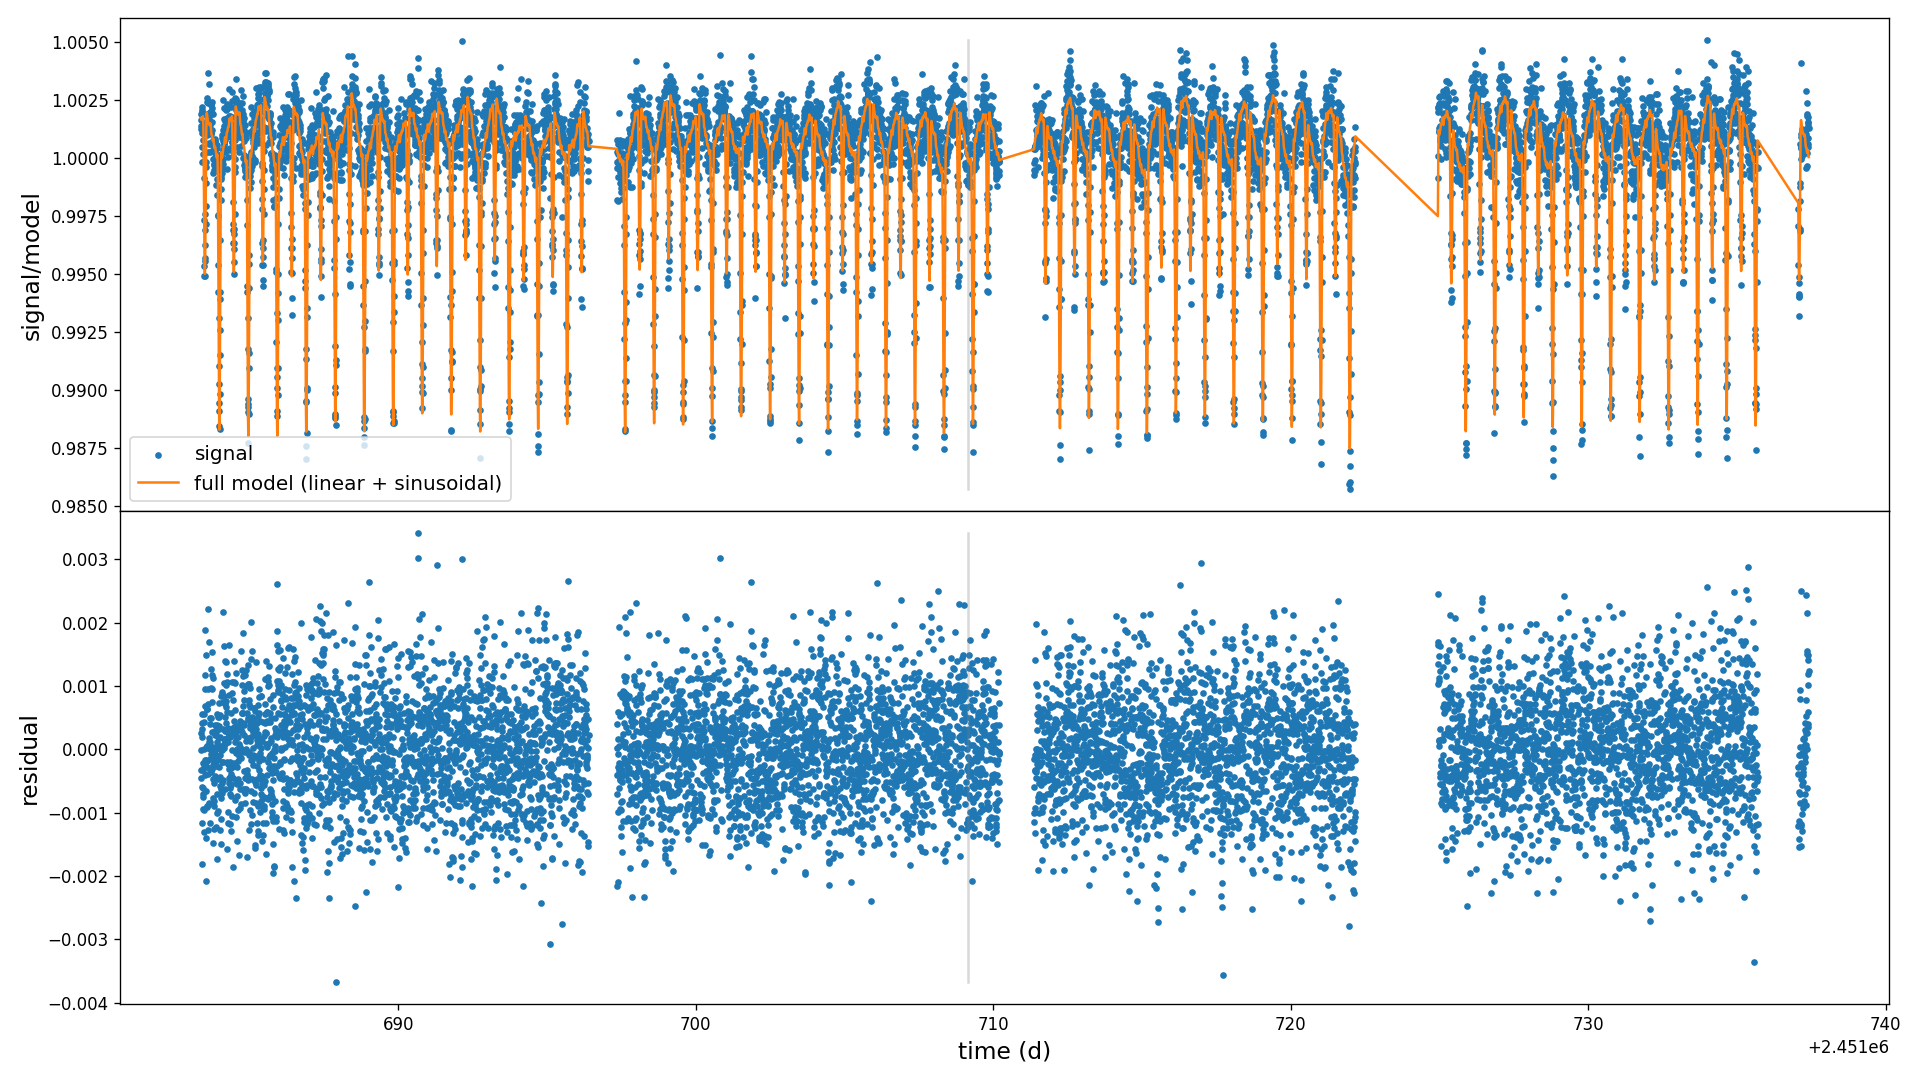 signal/model
1.0050
1.0025
1.0000
0.9975
0.9950
0.9925
0.9900
0.9875
0.9850
signal
full model (linear + sinusoidal)
residual
0.003
0.002
0.001
0.000
−0.001
−0.002
−0.003
−0.004
690 700 710 720 730 740
time (d)
+2.451e6